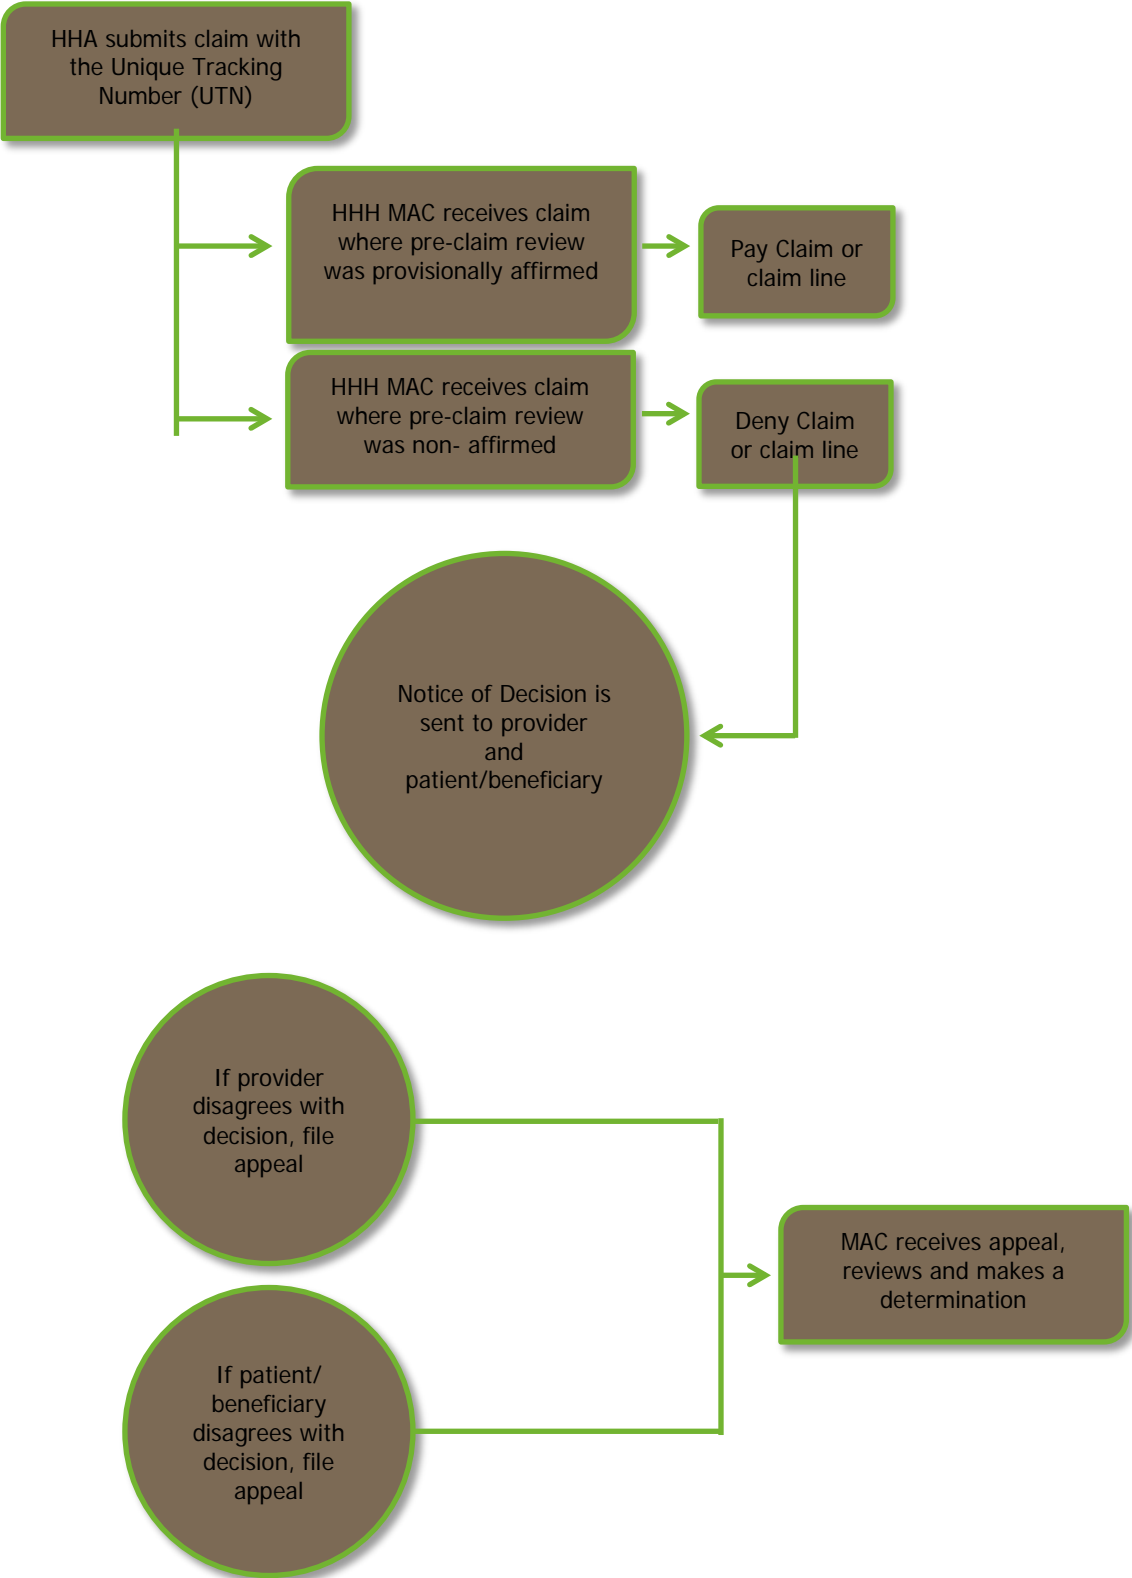 HHA submits claim with
the Unique Tracking
Number (UTN)
HHH MAC receives claim
where pre-claim review
was provisionally affirmed
Pay Claim or
claim line
HHH MAC receives claim
where pre-claim review
was non- affirmed
Deny Claim
or claim line
Notice of Decision is
sent to provider
and
patient/beneficiary
If provider
disagrees with
decision, file
appeal
MAC receives appeal,
reviews and makes a
determination
If patient/
beneficiary
disagrees with
decision, file
appeal